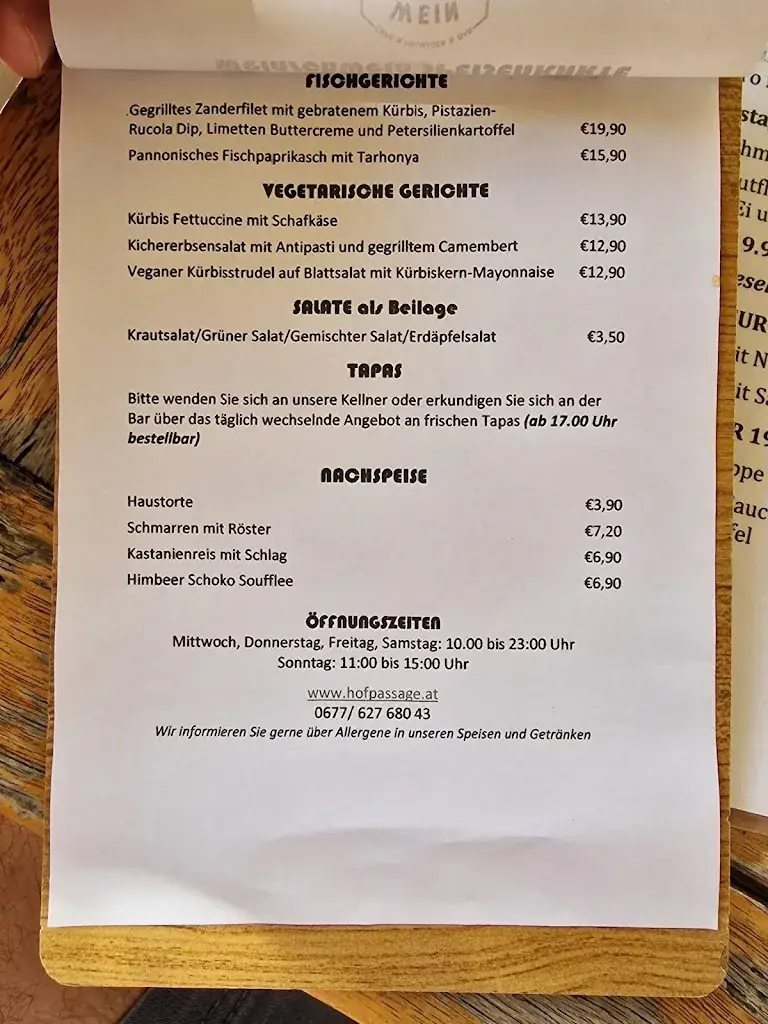 WEIN
FISCHGERICHTE
.Gegrilltes Zanderfilet mit gebratenem Kürbis, Pistazien-
Rucola Dip, Limetten Buttercreme und Petersilienkartoffel €19,90
Pannonisches Fischpaprikasch mit Tarhonya €15,90
VEGETARISCHE GERICHTE
Kürbis Fettuccine mit Schafkäse €13,90
Kichererbsensalat mit Antipasti und gegrilltem Camembert €12,90
Veganer Kürbisstrudel auf Blattsalat mit Kürbiskern-Mayonnaise €12,90
SALATE als Beilage
Krautsalat/Grüner Salat/Gemischter Salat/Erdäpfelsalat €3,50
TAPAS
Bitte wenden Sie sich an unsere Kellner oder erkundigen Sie sich an der
Bar über das täglich wechselnde Angebot an frischen Tapas (ab 17.00 Uhr
bestellbar)
NACHSPEISE
Haustorte €3,90
Schmarren mit Röster €7,20
Kastanienreis mit Schlag €6,90
Himbeer Schoko Soufflee €6,90
ÖFFNUNGSZEITEN
Mittwoch, Donnerstag, Freitag, Samstag: 10.00 bis 23:00 Uhr
Sonntag: 11:00 bis 15:00 Uhr
www.hofpassage.at
0677/ 627 680 43
Wir informieren Sie gerne über Allergene in unseren Speisen und Getränken